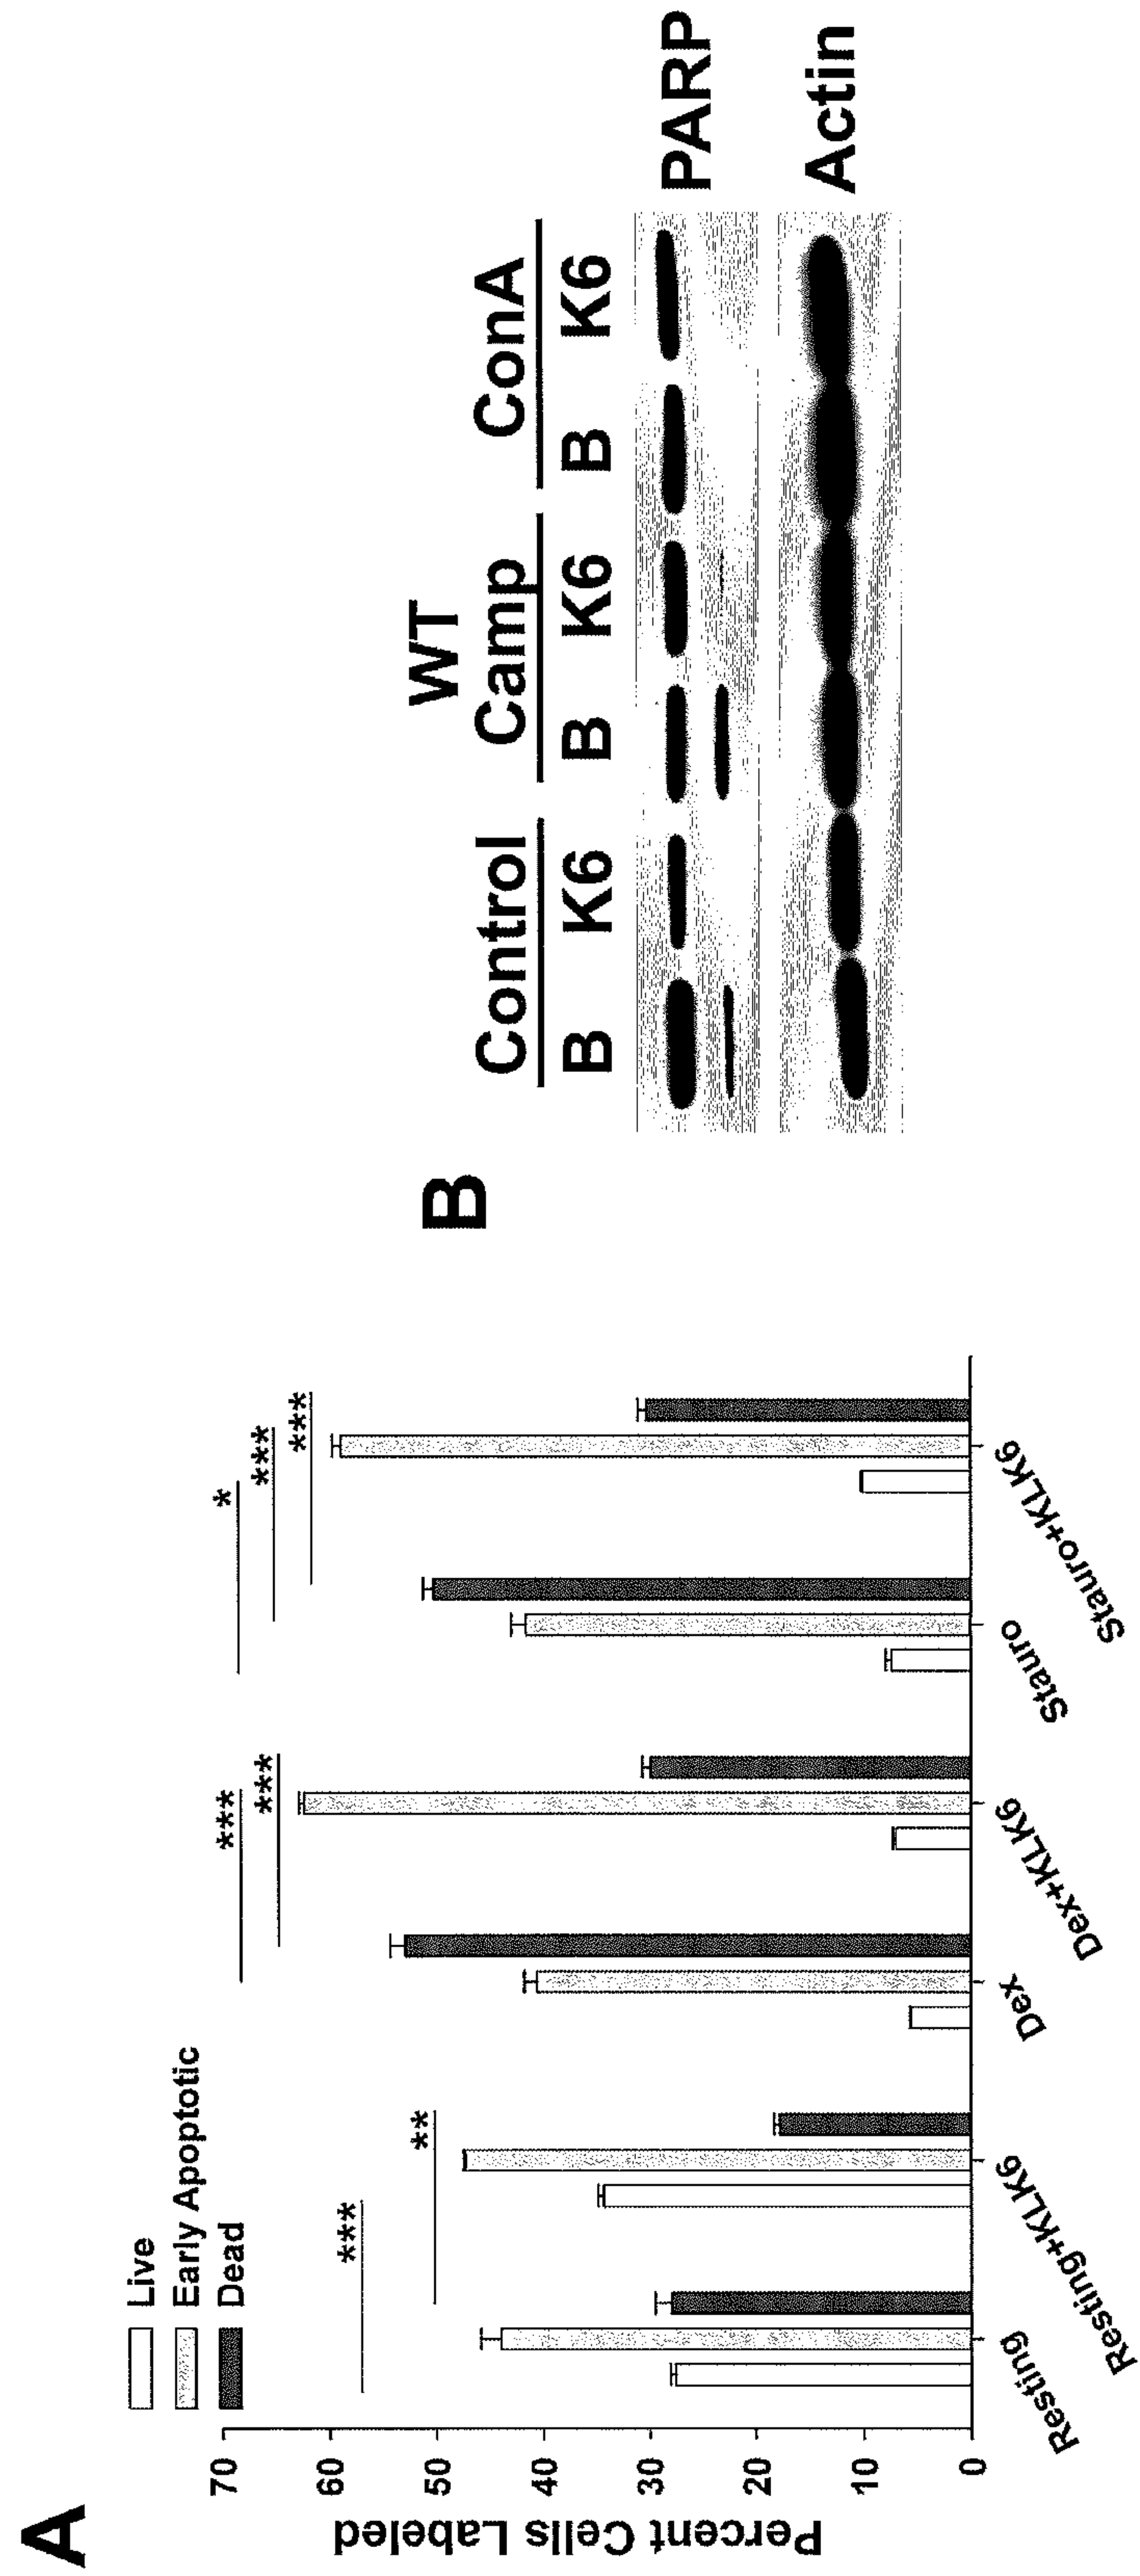 A
Live
Early Apoptotic
Dead
***
**
***
***
*
***
***
Percent Cells Labeled
70
60
50
40
30
20
10
0
Resting
Resting+KLK6
Dex
Dex+KLK6
Stauro
Stauro+KLK6
B
WT
Control Camp ConA
B K6 B K6 B K6
PARP
Actin